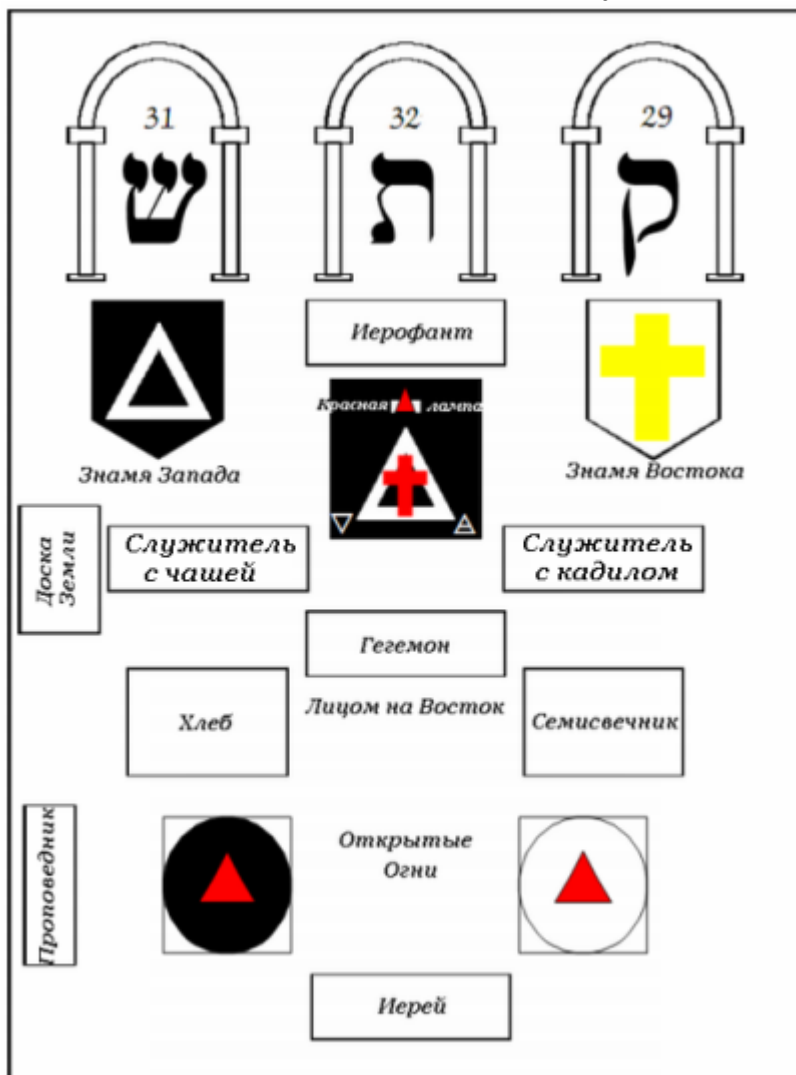 31
ש
32
ת
29
ק
Иерофант
Красная лампа
Знамя Запада
Знамя Востока
Доска
Земли
Служитель
с чашей
Служитель
с кадилом
Гегемон
Лицом на Восток
Хлеб
Семисвечник
Проповедник
Открытые
Огни
Иерей